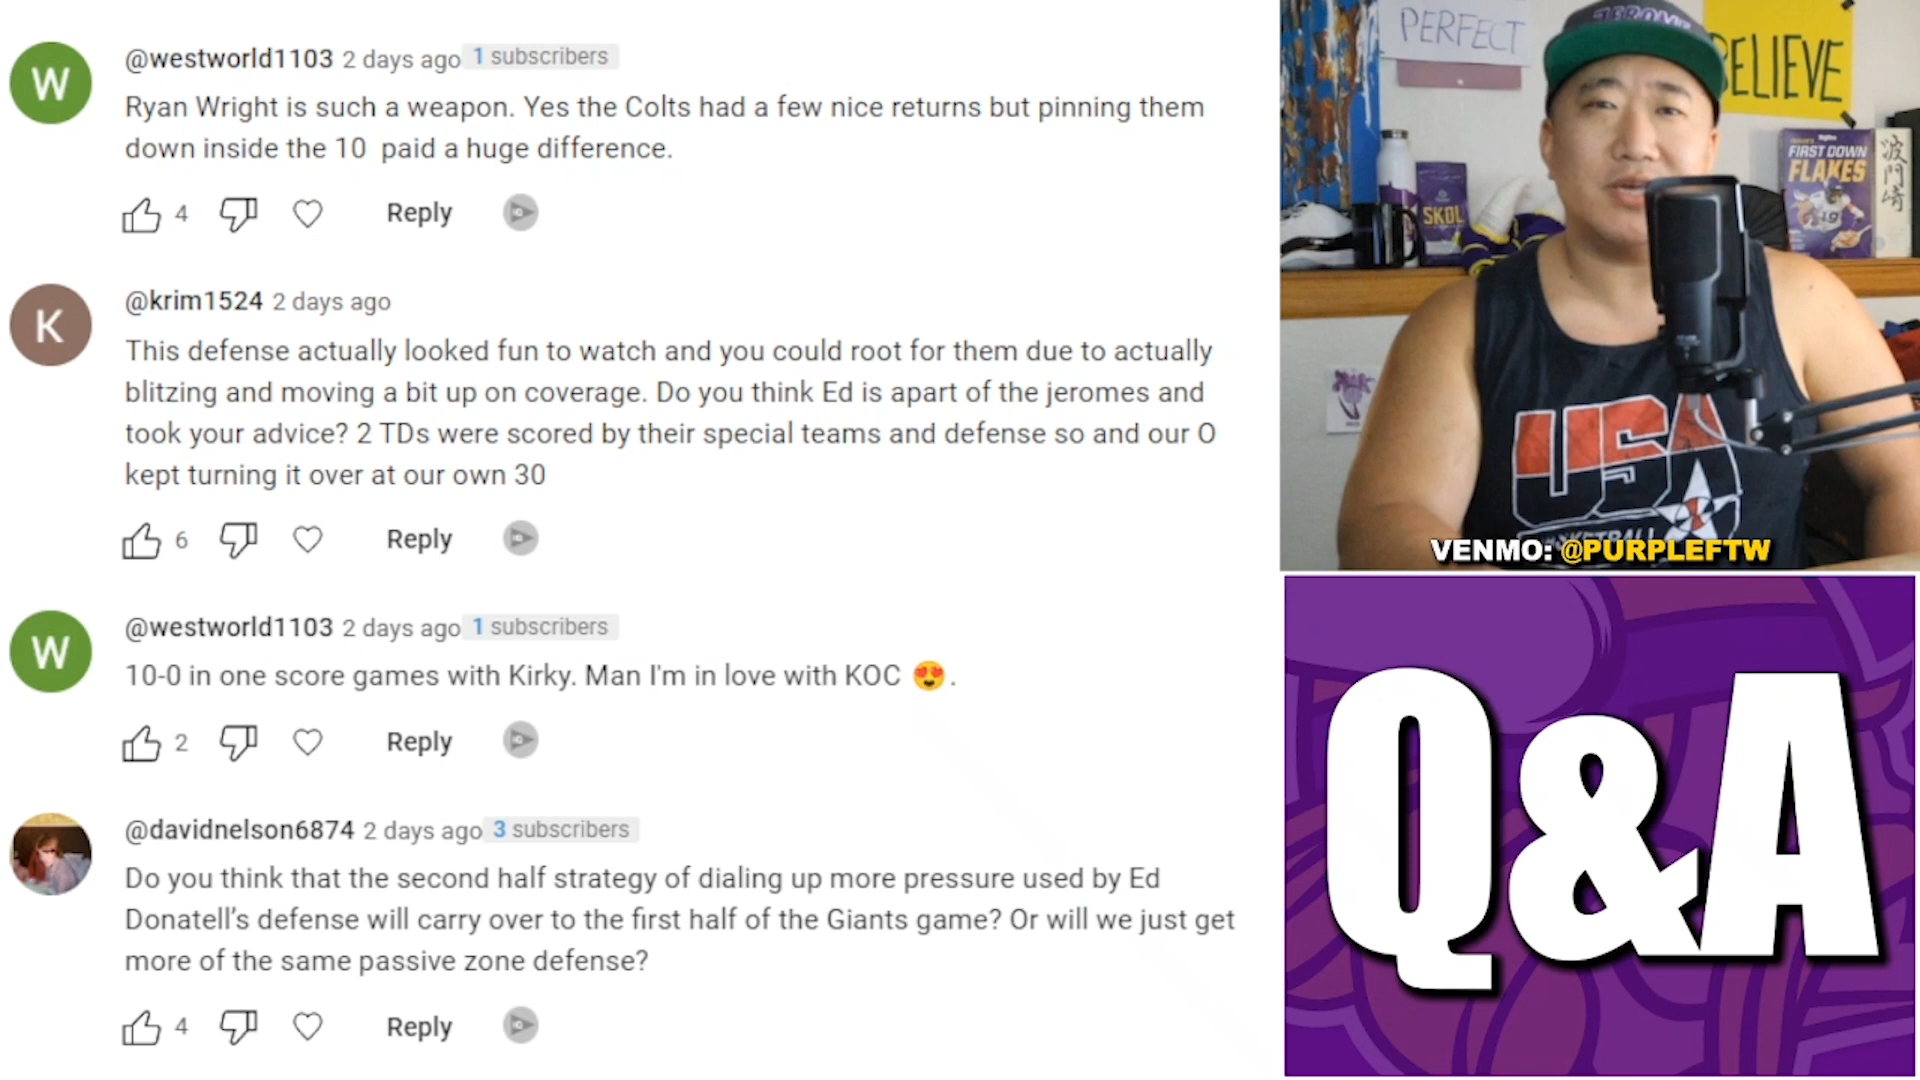 W
@westworld1103 2 days ago 1 subscribers
Ryan Wright is such a weapon. Yes the Colts had a few nice returns but pinning them
down inside the 10 paid a huge difference.
4 Reply
K
@krim1524 2 days ago
This defense actually looked fun to watch and you could root for them due to actually
blitzing and moving a bit up on coverage. Do you think Ed is apart of the jeromes and
took your advice? 2 TDs were scored by their special teams and defense so and our O
kept turning it over at our own 30
6 Reply
W
@westworld1103 2 days ago 1 subscribers
10-0 in one score games with Kirky. Man I'm in love with KOC 😍.
2 Reply
@davidnelson6874 2 days ago 3 subscribers
Do you think that the second half strategy of dialing up more pressure used by Ed
Donatell's defense will carry over to the first half of the Giants game? Or will we just get
more of the same passive zone defense?
4 Reply
PERFECT
JEROME
BELIEVE
FIRST DOWN
FLAKES
19
SKOL
USA
BASKETBALL
VENMO: @PURPLEFTW
Q&A